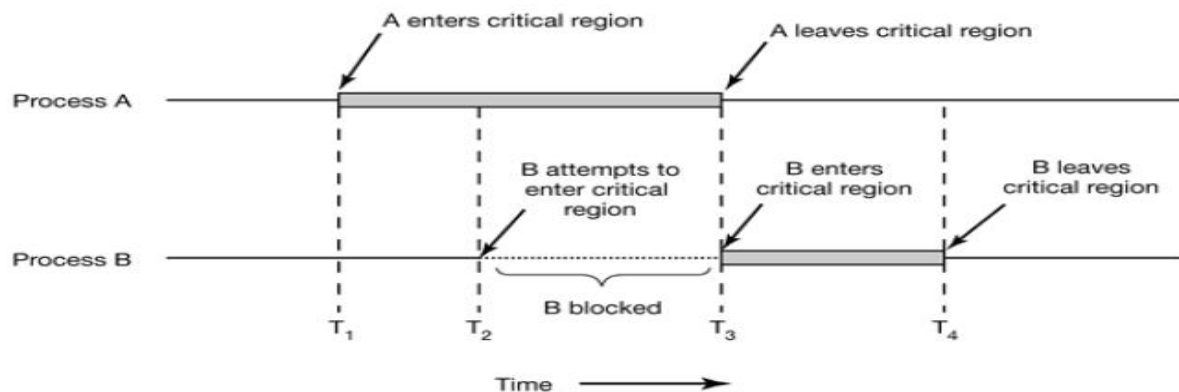 A enters critical region
A leaves critical region
Process A
B attempts to
enter critical
region
B enters
critical region
B leaves
critical region
Process B
B blocked
T1
T2
T3
T4
Time